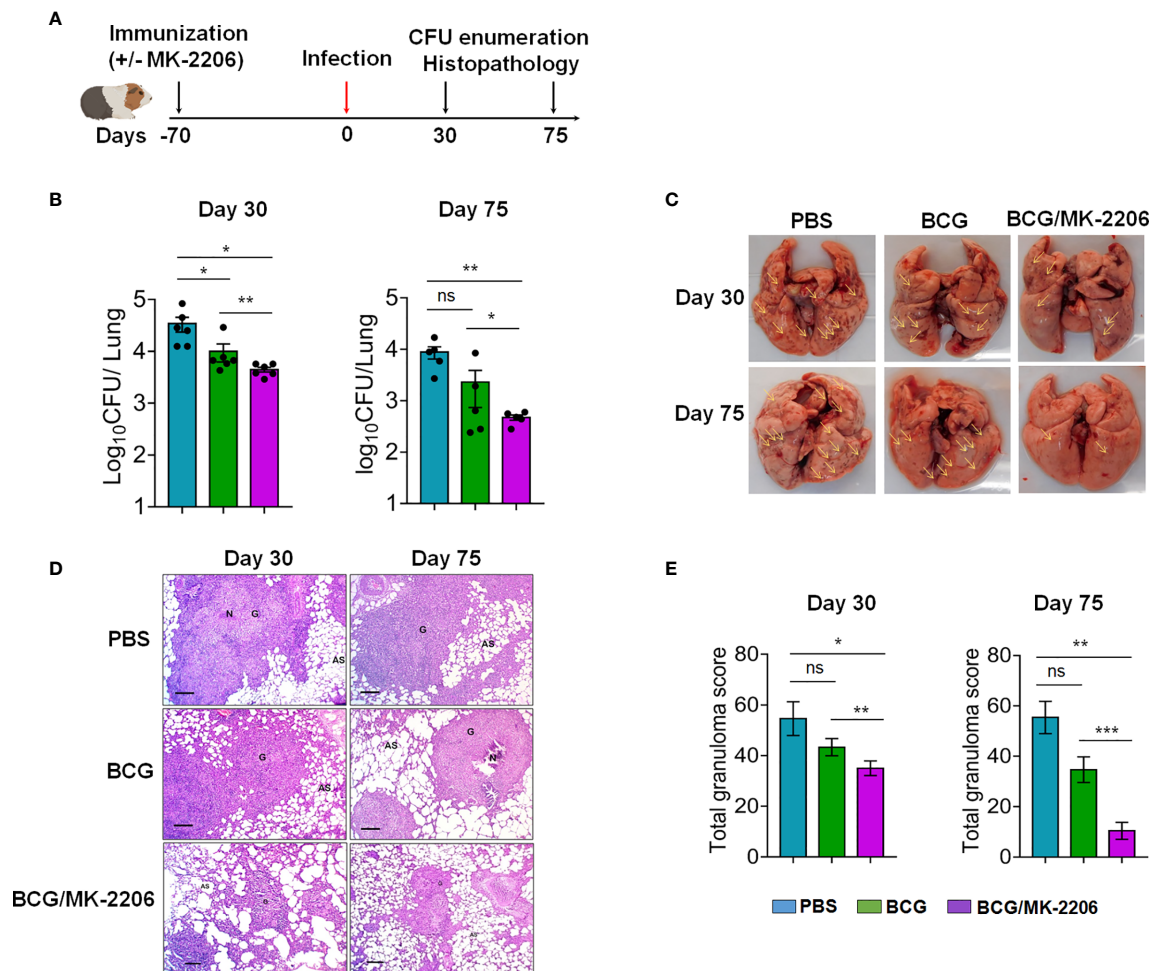 A
Immunization
(+/- MK-2206)
Infection
CFU enumeration
Histopathology
Days
-70
0
30
75
B
Day 30
*
*
**
5
4
3
2
1
Log10CFU/ Lung
Day 75
**
ns
*
5
4
3
2
1
log10CFU/Lung
C
PBS
BCG
BCG/MK-2206
Day 30
Day 75
D
Day 30
Day 75
PBS
N G
AS
G
AS
BCG
G
AS
AS
G
N
BCG/MK-2206
AS
G
G
AS
E
Day 30
*
ns
**
80
60
40
20
0
Total granuloma score
Day 75
**
ns
***
80
60
40
20
0
Total granuloma score
PBS
BCG
BCG/MK-2206